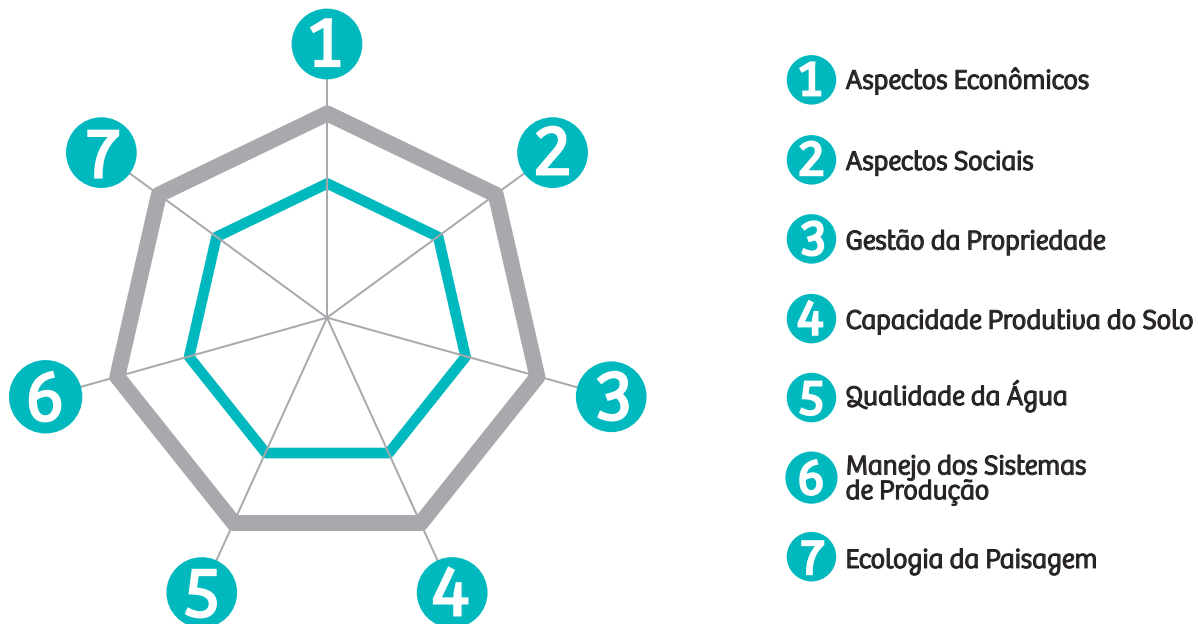 1
2
3
4
5
6
7
1 Aspectos Econômicos
2 Aspectos Sociais
3 Gestão da Propriedade
4 Capacidade Produtiva do Solo
5 Qualidade da Água
6 Manejo dos Sistemas
de Produção
7 Ecologia da Paisagem